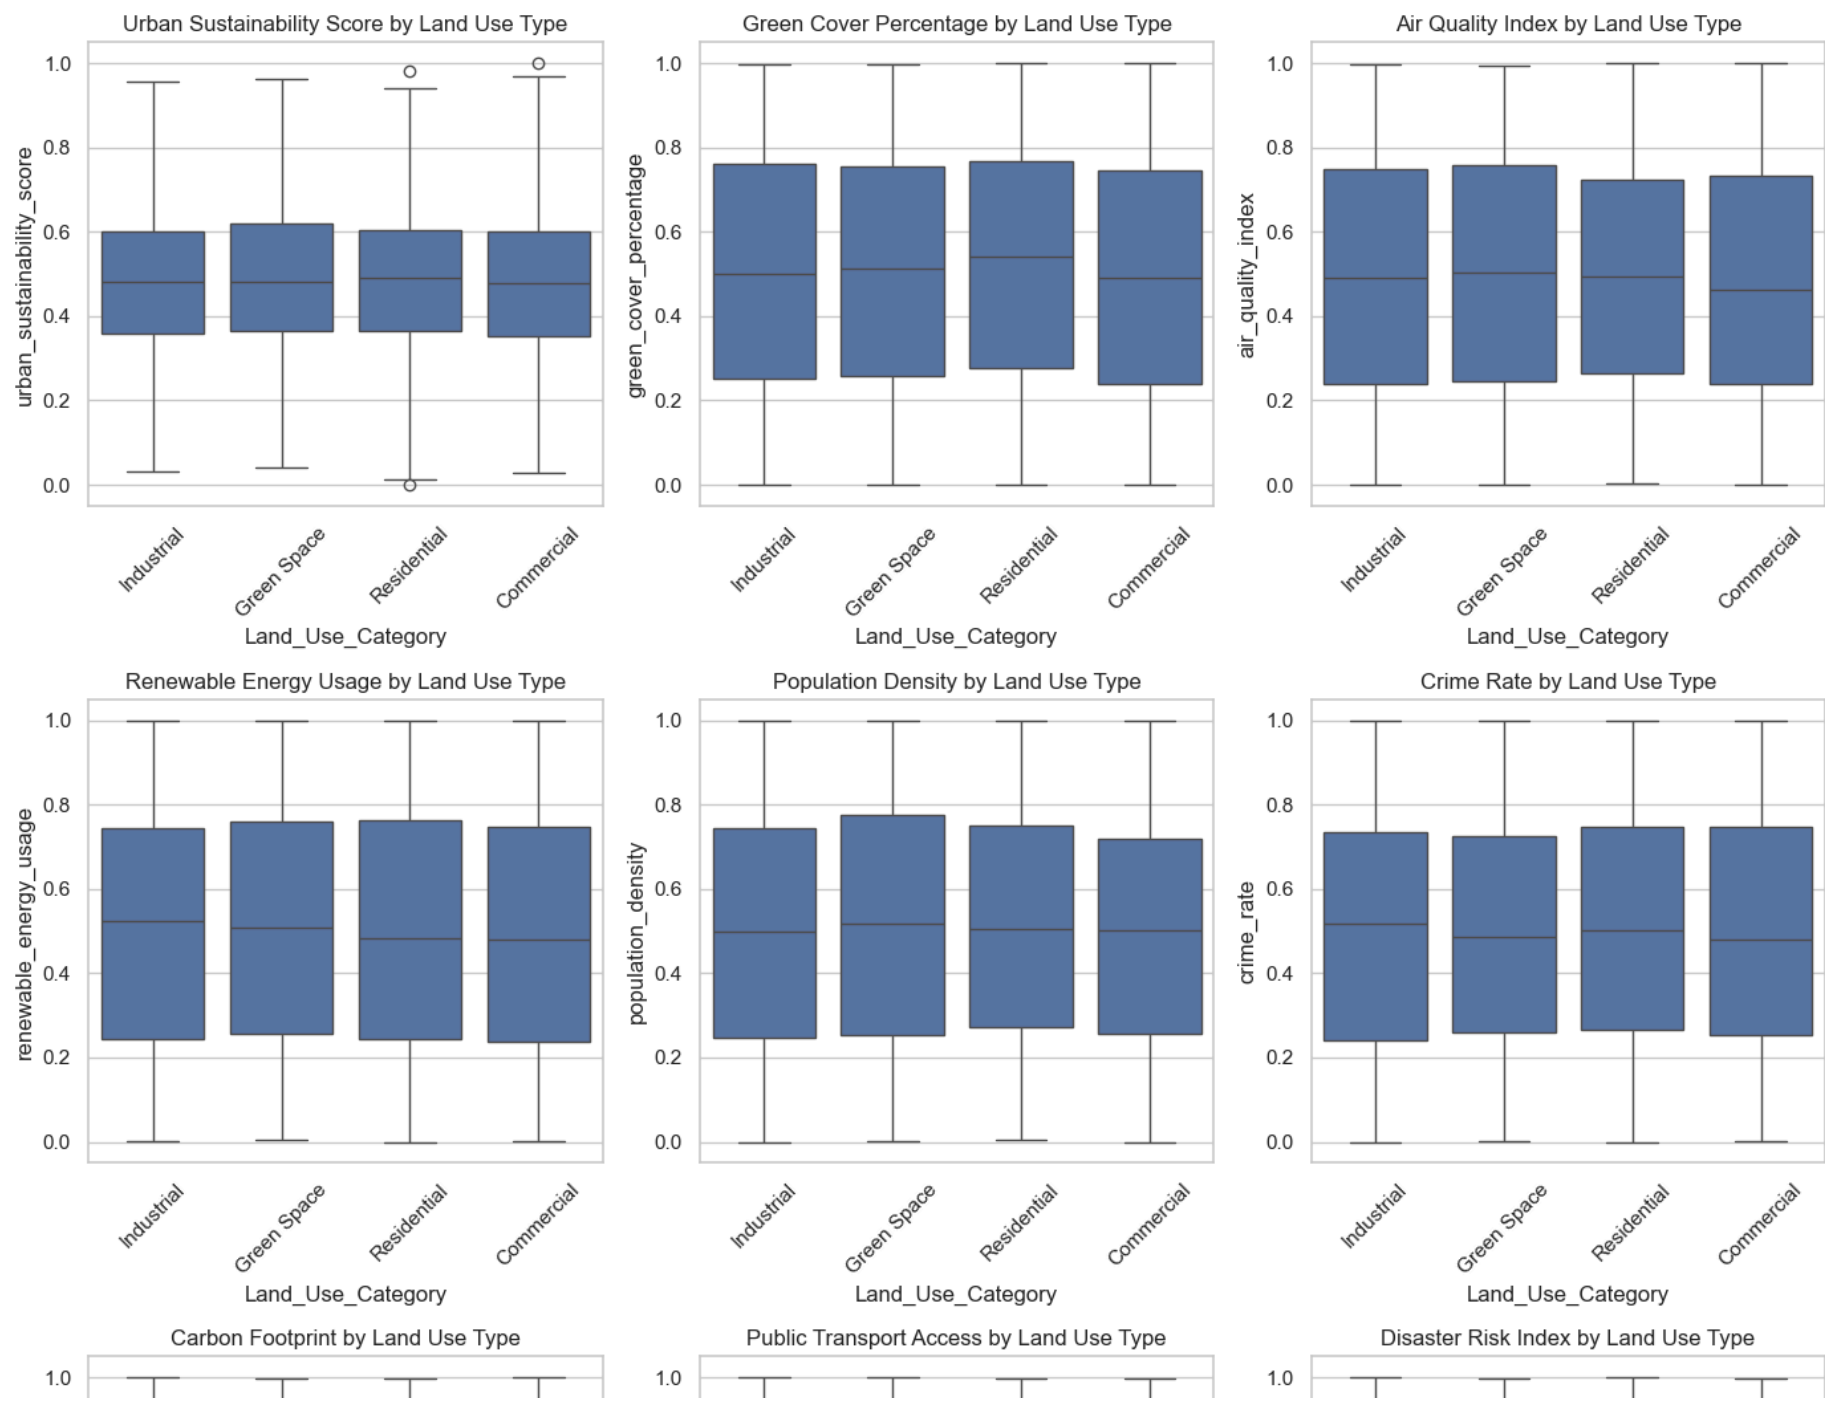 Urban Sustainability Score by Land Use Type
urban_sustainability_score
1.0
0.8
0.6
0.4
0.2
0.0
Industrial
Green Space
Residential
Commercial
Land_Use_Category
Green Cover Percentage by Land Use Type
green_cover_percentage
1.0
0.8
0.6
0.4
0.2
0.0
Industrial
Green Space
Residential
Commercial
Land_Use_Category
Air Quality Index by Land Use Type
air_quality_index
1.0
0.8
0.6
0.4
0.2
0.0
Industrial
Green Space
Residential
Commercial
Land_Use_Category
Renewable Energy Usage by Land Use Type
renewable_energy_usage
1.0
0.8
0.6
0.4
0.2
0.0
Industrial
Green Space
Residential
Commercial
Land_Use_Category
Population Density by Land Use Type
population_density
1.0
0.8
0.6
0.4
0.2
0.0
Industrial
Green Space
Residential
Commercial
Land_Use_Category
Crime Rate by Land Use Type
crime_rate
1.0
0.8
0.6
0.4
0.2
0.0
Industrial
Green Space
Residential
Commercial
Land_Use_Category
Carbon Footprint by Land Use Type
1.0
Public Transport Access by Land Use Type
1.0
Disaster Risk Index by Land Use Type
1.0